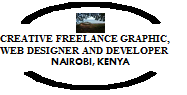 CREATIVE FREELANCE GRAPHIC,
WEB DESIGNER AND DEVELOPER
NAIROBI, KENYA